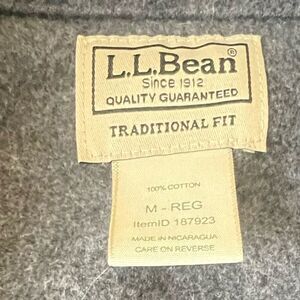 L.L.Bean®
Since 1912
QUALITY GUARANTEED
TRADITIONAL FIT
100% COTTON
M - REG
ItemID 187923
MADE IN NICARAGUA
CARE ON REVERSE